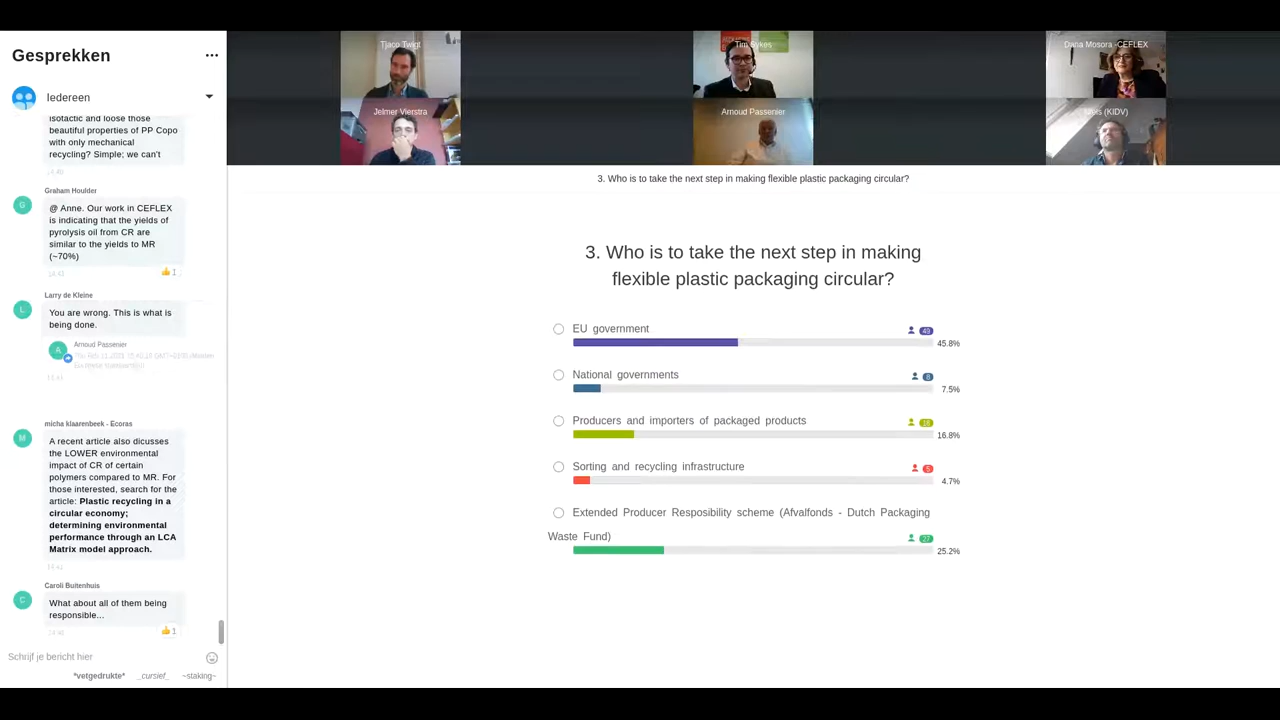 Gesprekken
Iedereen
isotactic and loose those
beautiful properties of PP Copo
with only mechanical
recycling? Simple; we can't
Graham Houlder
G
@ Anne. Our work in CEFLEX
is indicating that the yields of
pyrolysis oil from CR are
similar to the yields to MR
(~70%)
14:43
1
Larry de Kleine
L
You are wrong. This is what is
being done.
A
Arnoud Passenier
micha klaarenbeek - Ecoras
M
A recent article also dicusses
the LOWER environmental
impact of CR of certain
polymers compared to MR. For
those interested, search for the
article: Plastic recycling in a
circular economy;
determining environmental
performance through an LCA
Matrix model approach.
Caroli Buitenhuis
C
What about all of them being
responsible...
1
Schrijf je bericht hier
*vetgedrukte* _cursief_ ~staking~
Tjaco Twigt
Tim Sykes
Dana Mosora -CEFLEX
Jelmer Vierstra
Arnoud Passenier
(KIDV)
3. Who is to take the next step in making flexible plastic packaging circular?
3. Who is to take the next step in making
flexible plastic packaging circular?
EU government
49
45.8%
National governments
8
7.5%
Producers and importers of packaged products
18
16.8%
Sorting and recycling infrastructure
5
4.7%
Extended Producer Resposibility scheme (Afvalfonds - Dutch Packaging
Waste Fund)
27
25.2%